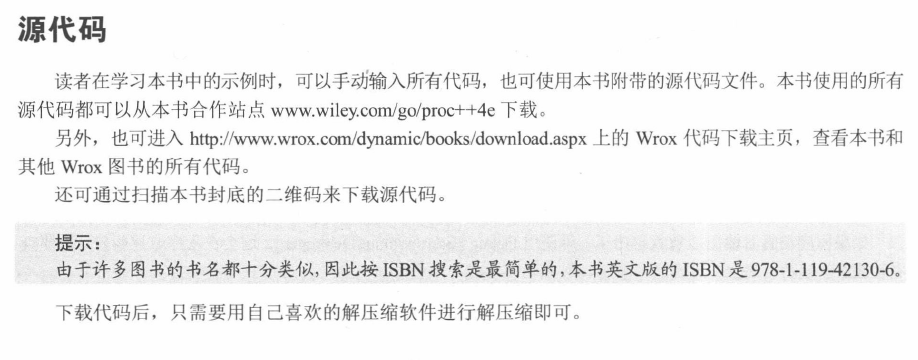 源代码
读者在学习本书中的示例时，可以手动输入所有代码，也可使用本书附带的源代码文件。本书使用的所有
源代码都可以从本书合作站点 www.wiley.com/go/proc++4e 下载。
另外，也可进入 http://www.wrox.com/dynamic/books/download.aspx 上的 Wrox 代码下载主页，查看本书和
其他 Wrox 图书的所有代码。
还可通过扫描本书封底的二维码来下载源代码。
提示：
由于许多图书的书名都十分类似，因此按 ISBN 搜索是最简单的，本书英文版的 ISBN 是 978-1-119-42130-6。
下载代码后，只需要用自己喜欢的解压缩软件进行解压缩即可。